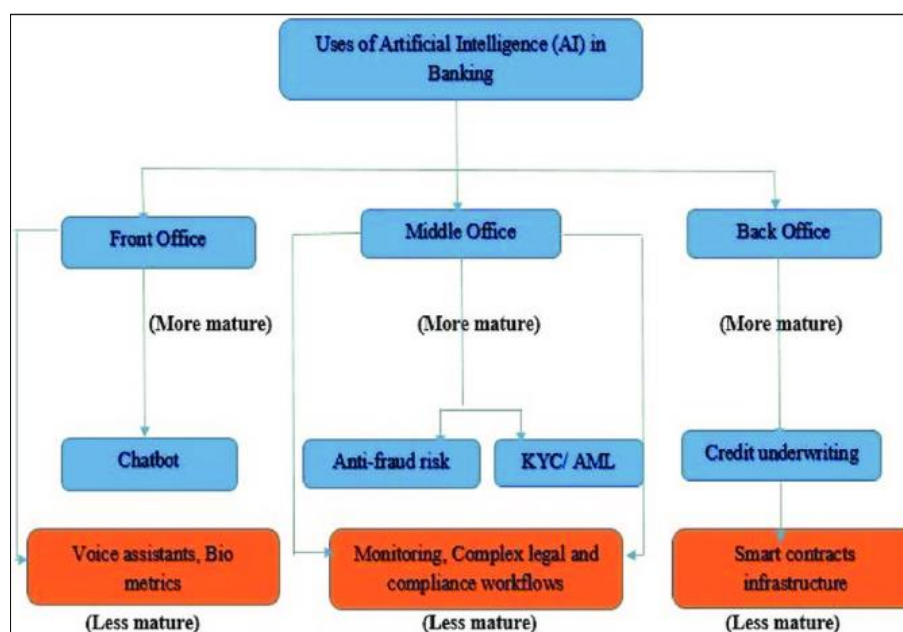 Uses of Artificial Intelligence (AI) in
Banking
Front Office
Middle Office
Back Office
(More mature)
(More mature)
(More mature)
Chatbot
Anti-fraud risk
KYC/ AML
Credit underwriting
Voice assistants, Bio
metrics
Monitoring, Complex legal and
compliance workflows
Smart contracts
infrastructure
(Less mature)
(Less mature)
(Less mature)